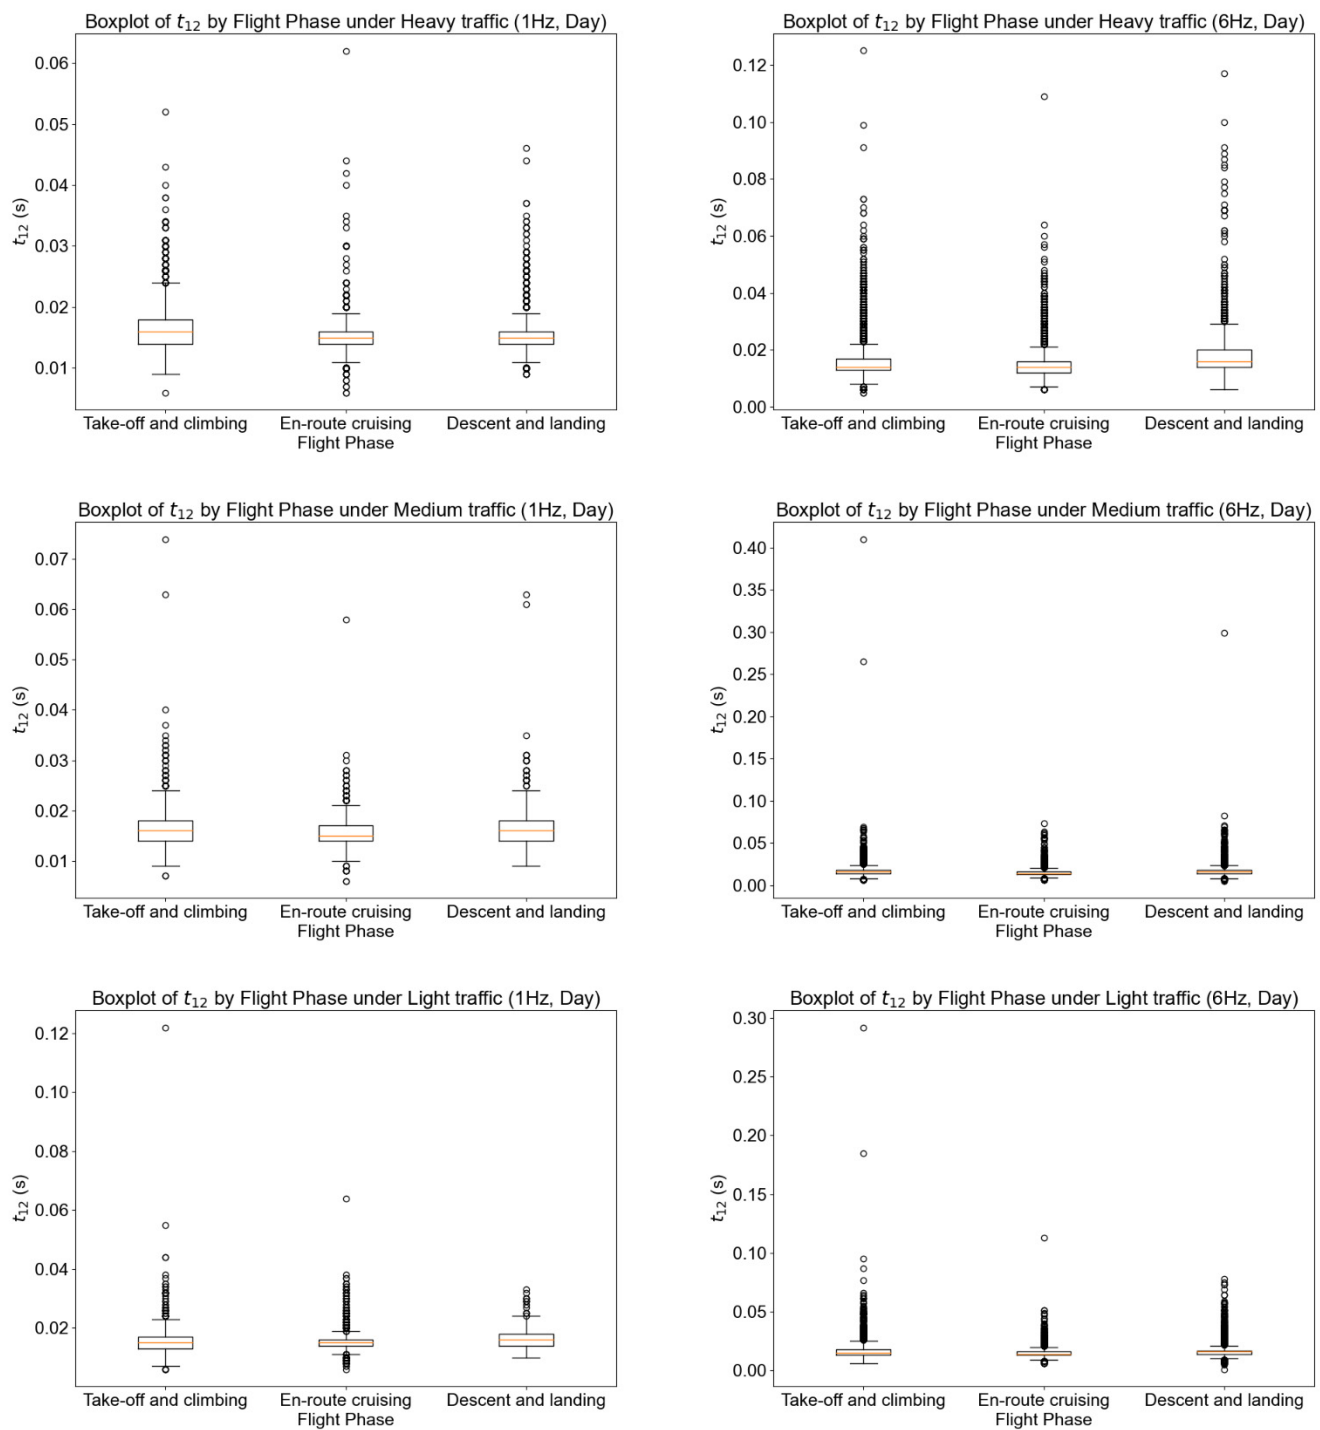 Boxplot of t12 by Flight Phase under Heavy traffic (1Hz, Day)
0.06
0.05
0.04
0.03
0.02
0.01
t12 (s)
Take-off and climbing En-route cruising Descent and landing
Flight Phase
Boxplot of t12 by Flight Phase under Heavy traffic (6Hz, Day)
0.12
0.10
0.08
0.06
0.04
0.02
0.00
t12 (s)
Take-off and climbing En-route cruising Descent and landing
Flight Phase
Boxplot of t12 by Flight Phase under Medium traffic (1Hz, Day)
0.07
0.06
0.05
0.04
0.03
0.02
0.01
t12 (s)
Take-off and climbing En-route cruising Descent and landing
Flight Phase
Boxplot of t12 by Flight Phase under Medium traffic (6Hz, Day)
0.40
0.35
0.30
0.25
0.20
0.15
0.10
0.05
0.00
t12 (s)
Take-off and climbing En-route cruising Descent and landing
Flight Phase
Boxplot of t12 by Flight Phase under Light traffic (1Hz, Day)
0.12
0.10
0.08
0.06
0.04
0.02
t12 (s)
Take-off and climbing En-route cruising Descent and landing
Flight Phase
Boxplot of t12 by Flight Phase under Light traffic (6Hz, Day)
0.30
0.25
0.20
0.15
0.10
0.05
0.00
t12 (s)
Take-off and climbing En-route cruising Descent and landing
Flight Phase